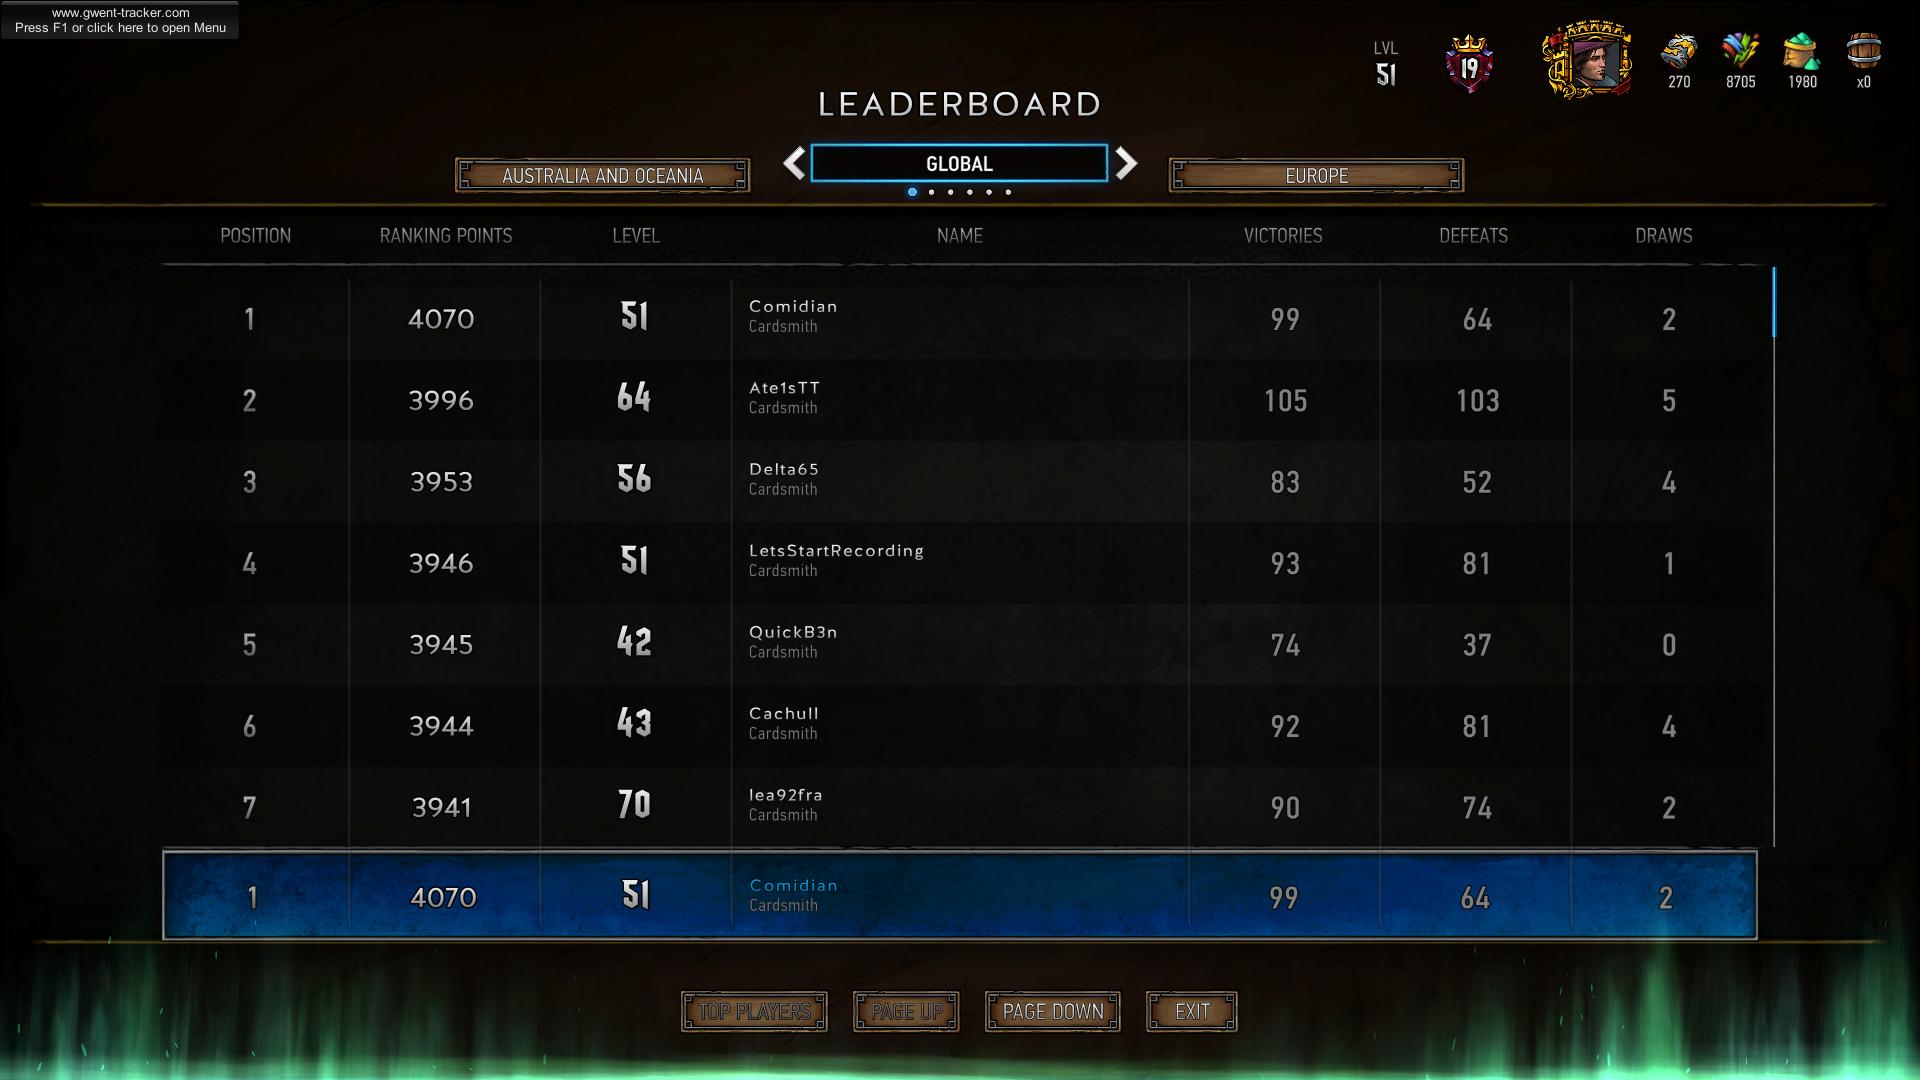 www.gwent-tracker.com
Press F1 or click here to open Menu
LVL
51
19
270
8705
1980
x0
LEADERBOARD
AUSTRALIA AND OCEANIA
GLOBAL
EUROPE
POSITION RANKING POINTS LEVEL NAME VICTORIES DEFEATS DRAWS
1 4070 51 Comidian 99 64 2
Cardsmith
2 3996 64 Ate1sTT 105 103 5
Cardsmith
3 3953 56 Delta65 83 52 4
Cardsmith
4 3946 51 LetsStartRecording 93 81 1
Cardsmith
5 3945 42 QuickB3n 74 37 0
Cardsmith
6 3944 43 Cachull 92 81 4
Cardsmith
7 3941 70 lea92fra 90 74 2
Cardsmith
1 4070 51 Comidian 99 64 2
Cardsmith
TOP PLAYERS PAGE UP PAGE DOWN EXIT